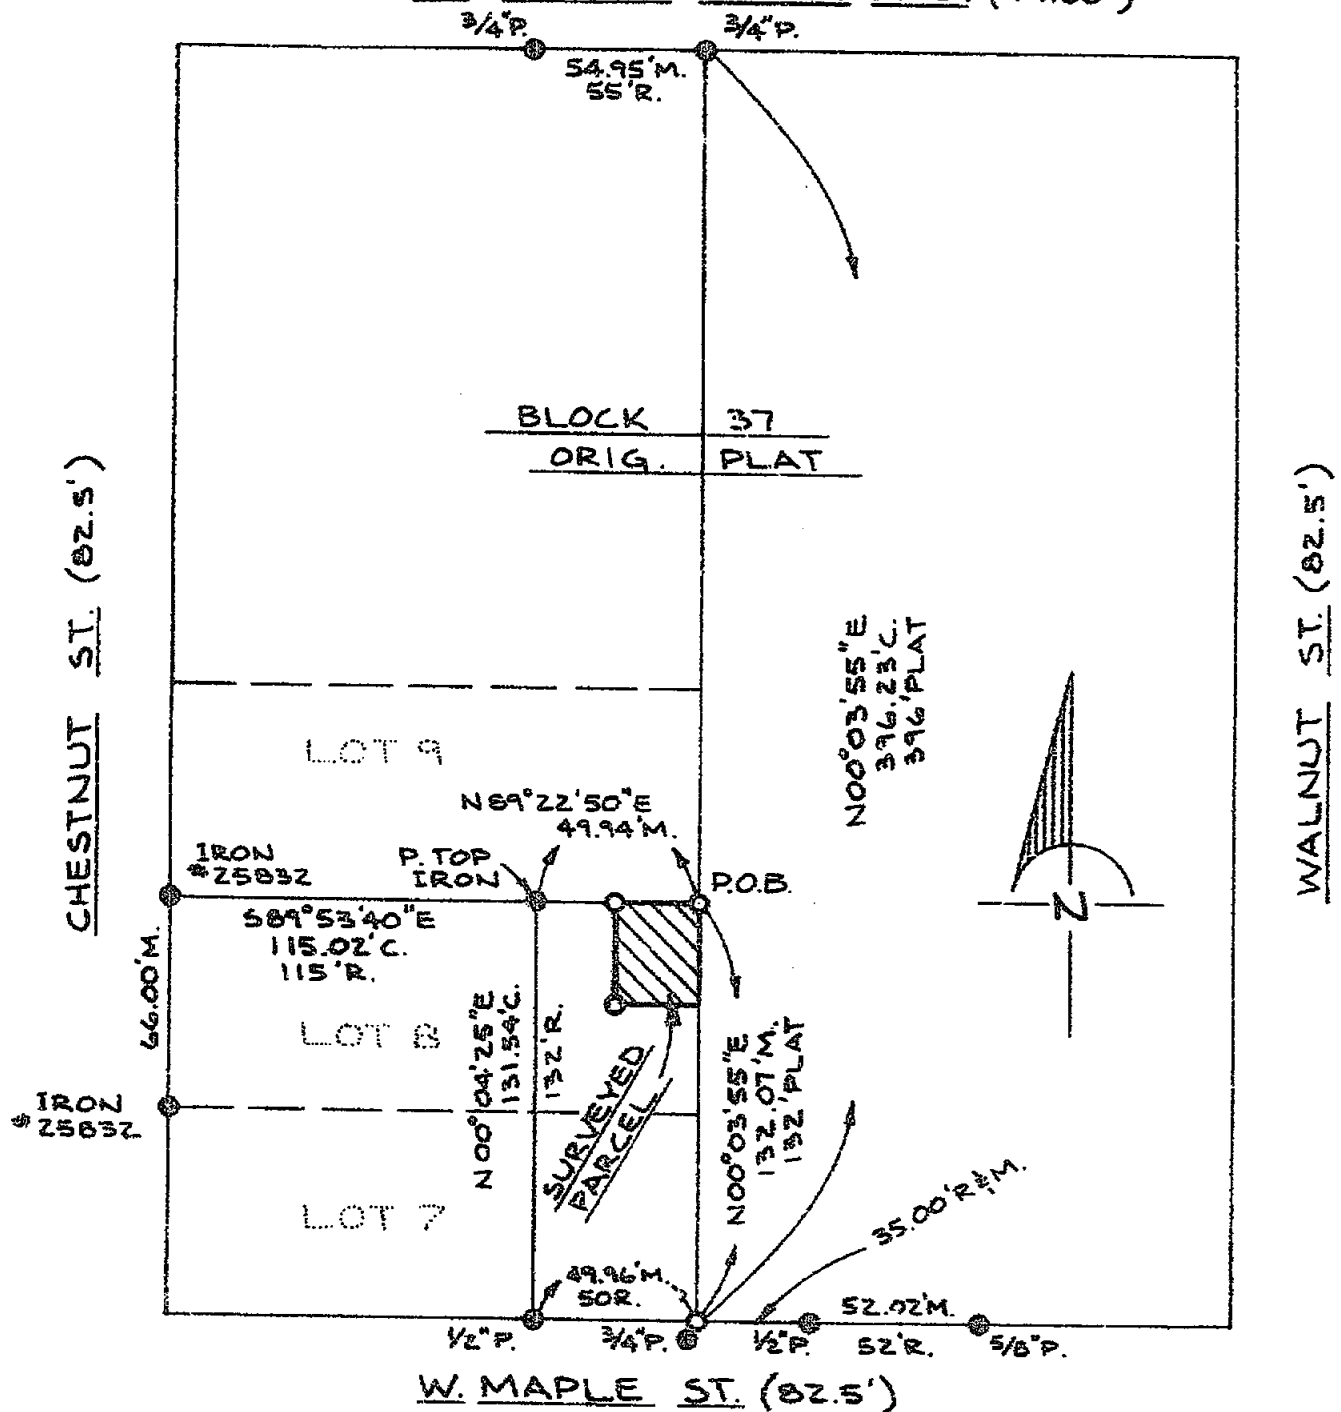 3/4"P.
3/4"P.
54.95'M.
55'R.
BLOCK 37
ORIG. PLAT
CHESTNUT ST. (82.5')
WALNUT ST. (82.5')
N00°03'55"E
396.23'C.
396'PLAT
LOT 9
N89°22'50"E
49.94'M.
IRON
#25832
P. TOP
IRON
P.O.B.
S89°53'40"E
115.02'C.
115'R.
66.00'M.
N
LOT 8
N00°04'25"E
131.54'C.
132'R.
SURVEYED
PARCEL
N00°03'55"E
132.07'M.
132'PLAT
IRON
#25832
LOT 7
35.00'R&M.
49.96'M.
50R.
52.02'M.
1/2"P.
3/4"P.
1/2"P.
52'R.
5/8"P.
W. MAPLE ST. (82.5')